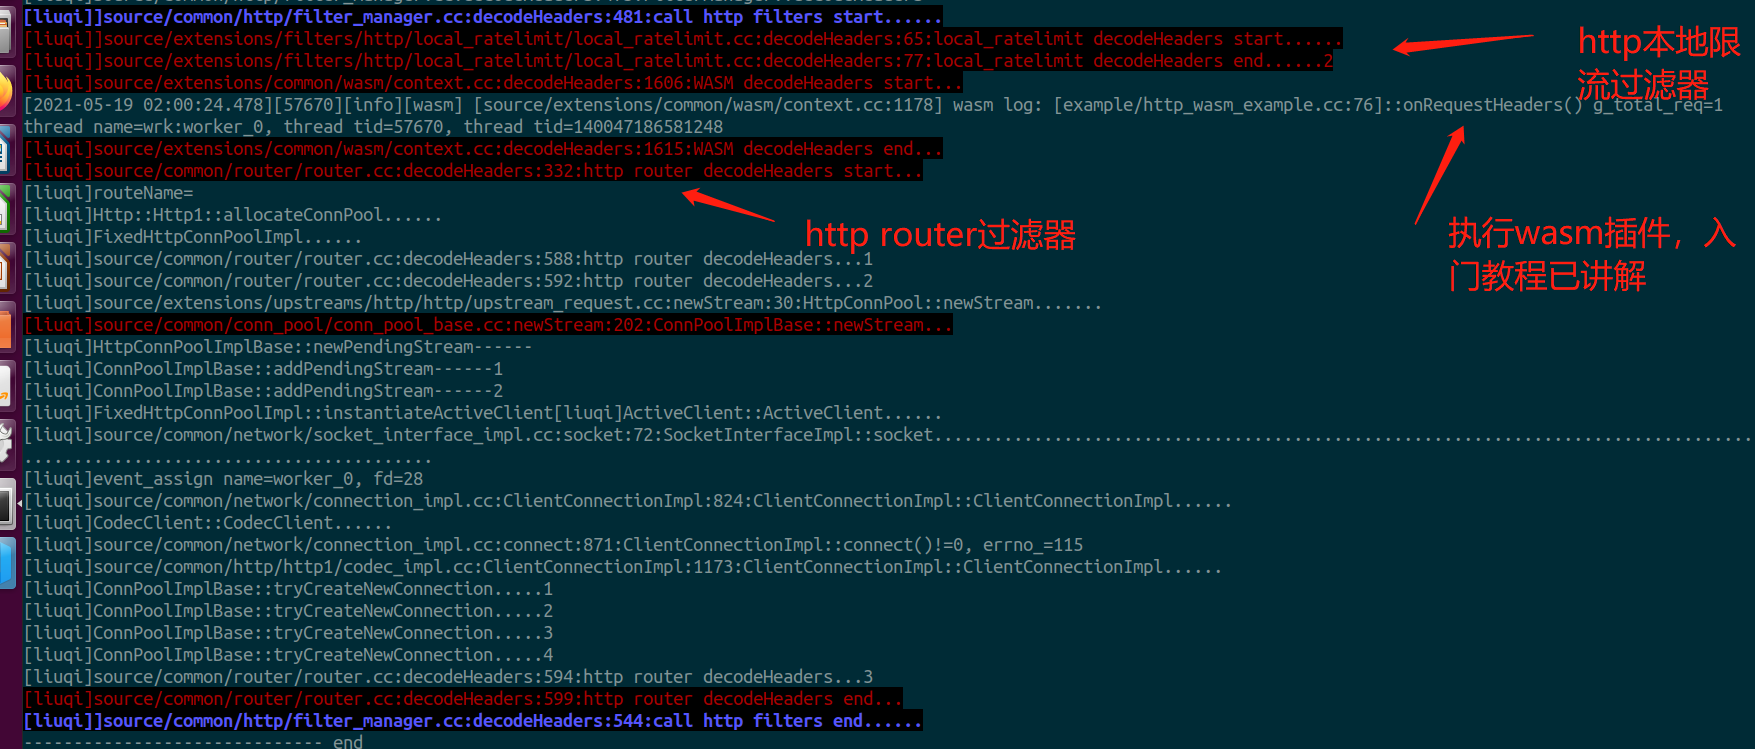 [liuqi]]source/common/http/filter_manager.cc:decodeHeaders:481:call http filters start......
[liuqi]]source/extensions/filters/http/local_ratelimit/local_ratelimit.cc:decodeHeaders:65:local_ratelimit decodeHeaders start......
[liuqi]]source/extensions/filters/http/local_ratelimit/local_ratelimit.cc:decodeHeaders:77:local_ratelimit decodeHeaders end......2
http本地限
流过滤器
[liuqi]source/extensions/common/wasm/context.cc:decodeHeaders:1606:WASM decodeHeaders start...
[2021-05-19 02:00:24.478][57670][info][wasm] [source/extensions/common/wasm/context.cc:1178] wasm log: [example/http_wasm_example.cc:76]::onRequestHeaders() g_total_req=1
thread name=wrk:worker_0, thread tid=57670, thread tid=140047186581248
[liuqi]source/extensions/common/wasm/context.cc:decodeHeaders:1615:WASM decodeHeaders end...
[liuqi]source/common/router/router.cc:decodeHeaders:332:http router decodeHeaders start...
[liuqi]routeName=
[liuqi]Http::Http1::allocateConnPool......
[liuqi]FixedHttpConnPoolImpl......
http router过滤器
执行wasm插件，入
门教程已讲解
[liuqi]source/common/router/router.cc:decodeHeaders:588:http router decodeHeaders...1
[liuqi]source/common/router/router.cc:decodeHeaders:592:http router decodeHeaders...2
[liuqi]source/extensions/upstreams/http/http/upstream_request.cc:newStream:30:HttpConnPool::newStream.......
[liuqi]source/common/conn_pool/conn_pool_base.cc:newStream:202:ConnPoolImplBase::newStream...
[liuqi]HttpConnPoolImplBase::newPendingStream------
[liuqi]ConnPoolImplBase::addPendingStream------1
[liuqi]ConnPoolImplBase::addPendingStream------2
[liuqi]FixedHttpConnPoolImpl::instantiateActiveClient[liuqi]ActiveClient::ActiveClient......
[liuqi]source/common/network/socket_interface_impl.cc:socket:72:SocketInterfaceImpl::socket..................................................................................
.........................................
[liuqi]event_assign name=worker_0, fd=28
[liuqi]source/common/network/connection_impl.cc:ClientConnectionImpl:824:ClientConnectionImpl::ClientConnectionImpl......
[liuqi]CodecClient::CodecClient......
[liuqi]source/common/network/connection_impl.cc:connect:871:ClientConnectionImpl::connect()!=0, errno_=115
[liuqi]source/common/http/http1/codec_impl.cc:ClientConnectionImpl:1173:ClientConnectionImpl::ClientConnectionImpl......
[liuqi]ConnPoolImplBase::tryCreateNewConnection.....1
[liuqi]ConnPoolImplBase::tryCreateNewConnection.....2
[liuqi]ConnPoolImplBase::tryCreateNewConnection.....3
[liuqi]ConnPoolImplBase::tryCreateNewConnection.....4
[liuqi]source/common/router/router.cc:decodeHeaders:594:http router decodeHeaders...3
[liuqi]source/common/router/router.cc:decodeHeaders:599:http router decodeHeaders end...
[liuqi]]source/common/http/filter_manager.cc:decodeHeaders:544:call http filters end......
------------------------------ end